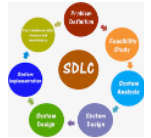 Problem
Definition
Feasibility
Study
System
Analysis
System
Design
System
Design
System
Implementation
SDLC